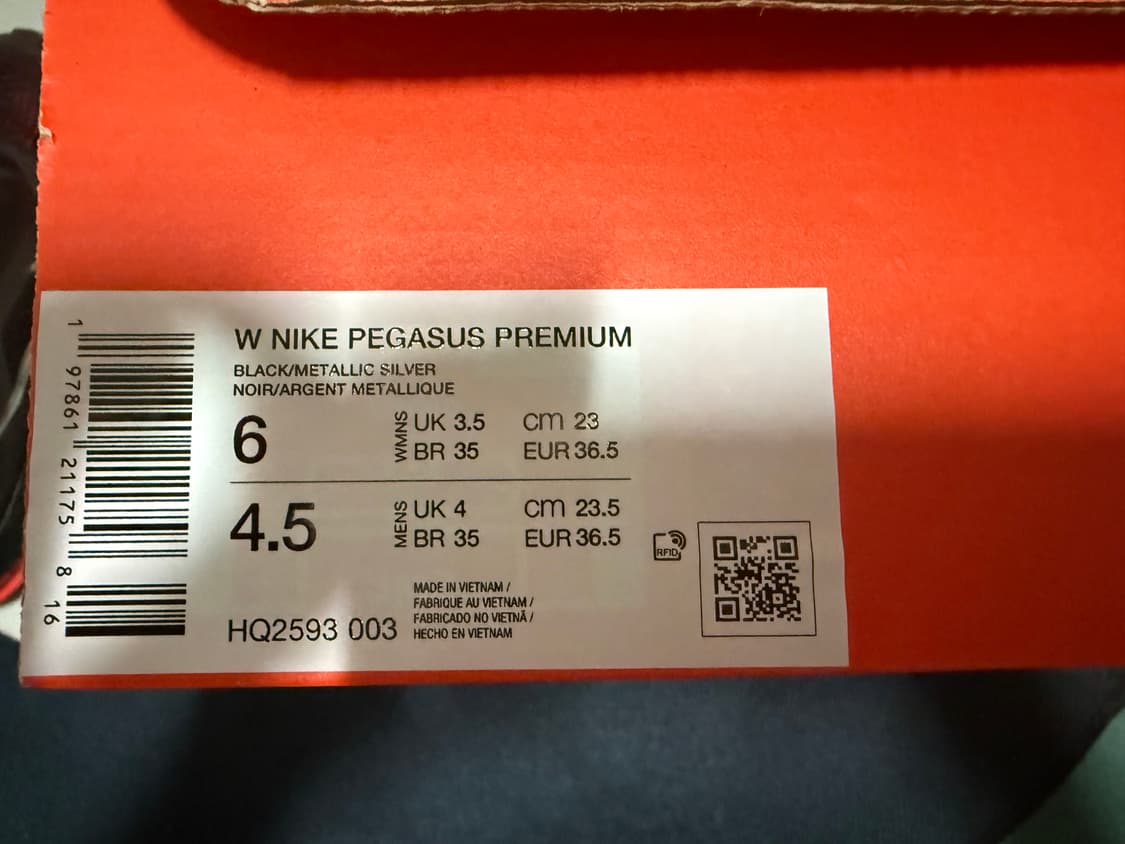 W NIKE PEGASUS PREMIUM
BLACK/METALLIC SILVER
NOIR/ARGENT METALLIQUE
6 WMNS UK 3.5 cm 23
BR 35 EUR 36.5
4.5 MENS UK 4 cm 23.5
BR 35 EUR 36.5
RFID
HQ2593 003
MADE IN VIETNAM /
FABRIQUE AU VIETNAM /
FABRICADO NO VIETNÃ /
HECHO EN VIETNAM
1 97861 21175 8 16